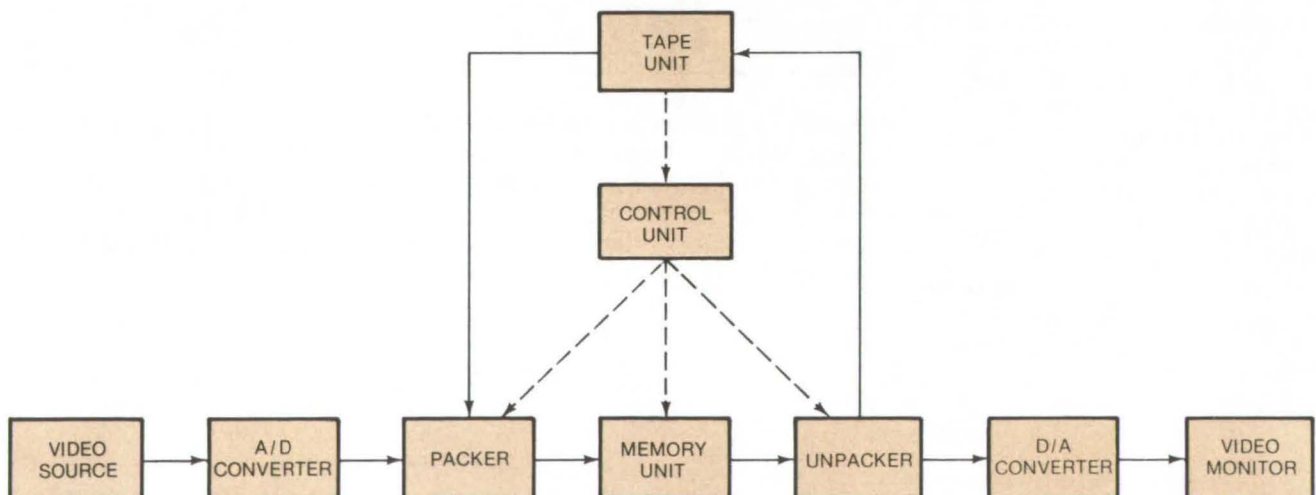 TAPE
UNIT
CONTROL
UNIT
VIDEO
SOURCE
A/D
CONVERTER
PACKER
MEMORY
UNIT
UNPACKER
D/A
CONVERTER
VIDEO
MONITOR